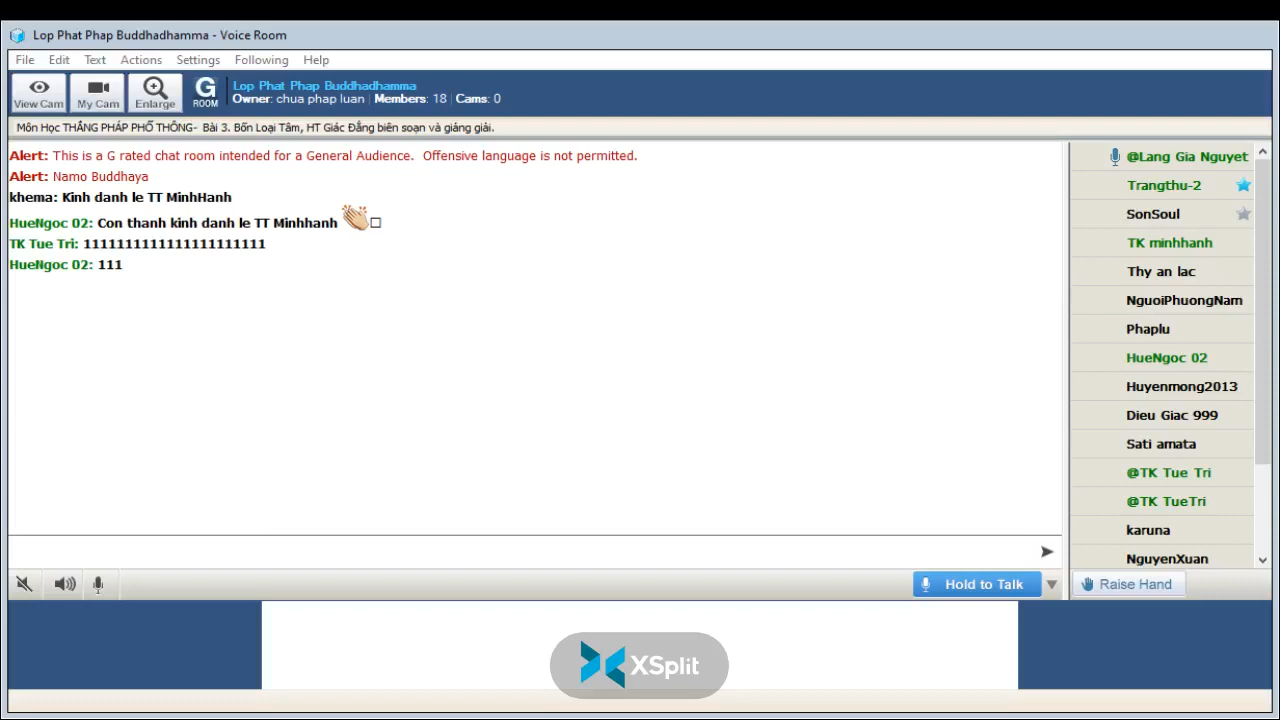 Lop Phat Phap Buddhadhamma - Voice Room
File Edit Text Actions Settings Following Help
View Cam My Cam Enlarge G ROOM
Lop Phat Phap Buddhadhamma
Owner: chua phap luan | Members: 18 | Cams: 0
Môn Học THẮNG PHÁP PHỔ THÔNG- Bài 3. Bốn Loại Tâm, HT Giác Đẳng biên soạn và giảng giải.
Alert: This is a G rated chat room intended for a General Audience. Offensive language is not permitted.
Alert: Namo Buddhaya
khema: Kinh danh le TT MinhHanh
HueNgoc 02: Con thanh kinh danh le TT Minhhanh
TK Tue Tri: 1111111111111111111111
HueNgoc 02: 111
@Lang Gia Nguyet
Trangthu-2
SonSoul
TK minhhanh
Thy an lac
NguoiPhuongNam
Phaplu
HueNgoc 02
Huyenmong2013
Dieu Giac 999
Sati amata
@TK Tue Tri
@TK TueTri
karuna
NguyenXuan
Hold to Talk
Raise Hand
XSplit